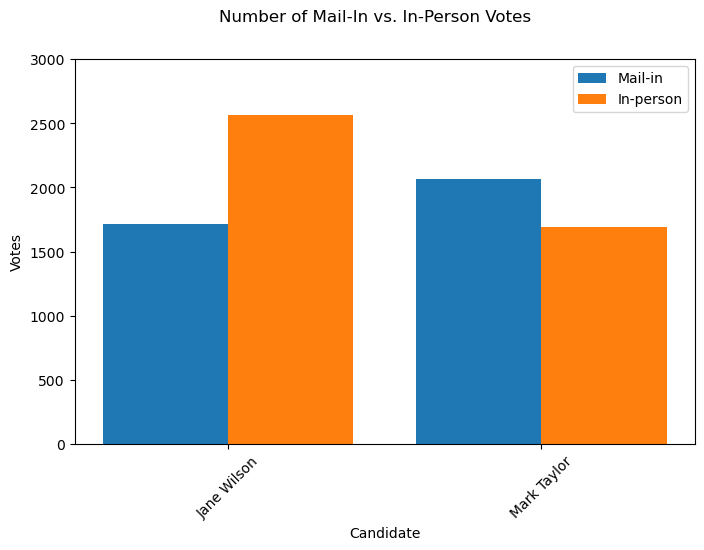 Number of Mail-In vs. In-Person Votes
3000
2500
2000
1500
1000
500
0
Votes
Mail-in
In-person
Jane Wilson
Mark Taylor
Candidate